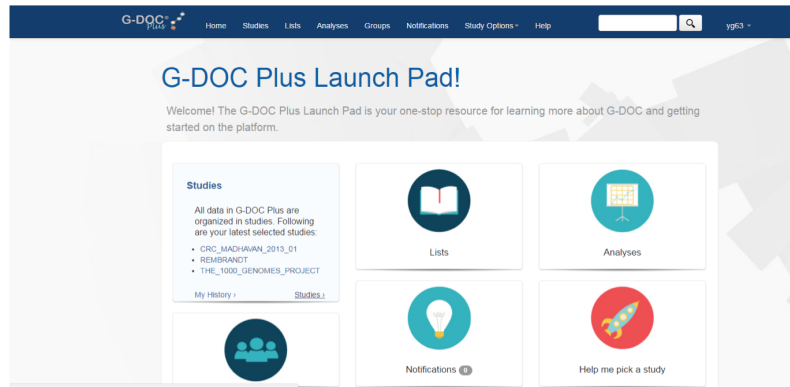 G-DOC Plus
Home Studies Lists Analyses Groups Notifications Study Options Help yg63
G-DOC Plus Launch Pad!
Welcome! The G-DOC Plus Launch Pad is your one-stop resource for learning more about G-DOC and getting
started on the platform.
Studies
All data in G-DOC Plus are
organized in studies. Following
are your latest selected studies:
• CRC_MADHAVAN_2013_01
• REMBRANDT
• THE_1000_GENOMES_PROJECT
My History › Studies ›
Lists
Analyses
Notifications 0
Help me pick a study